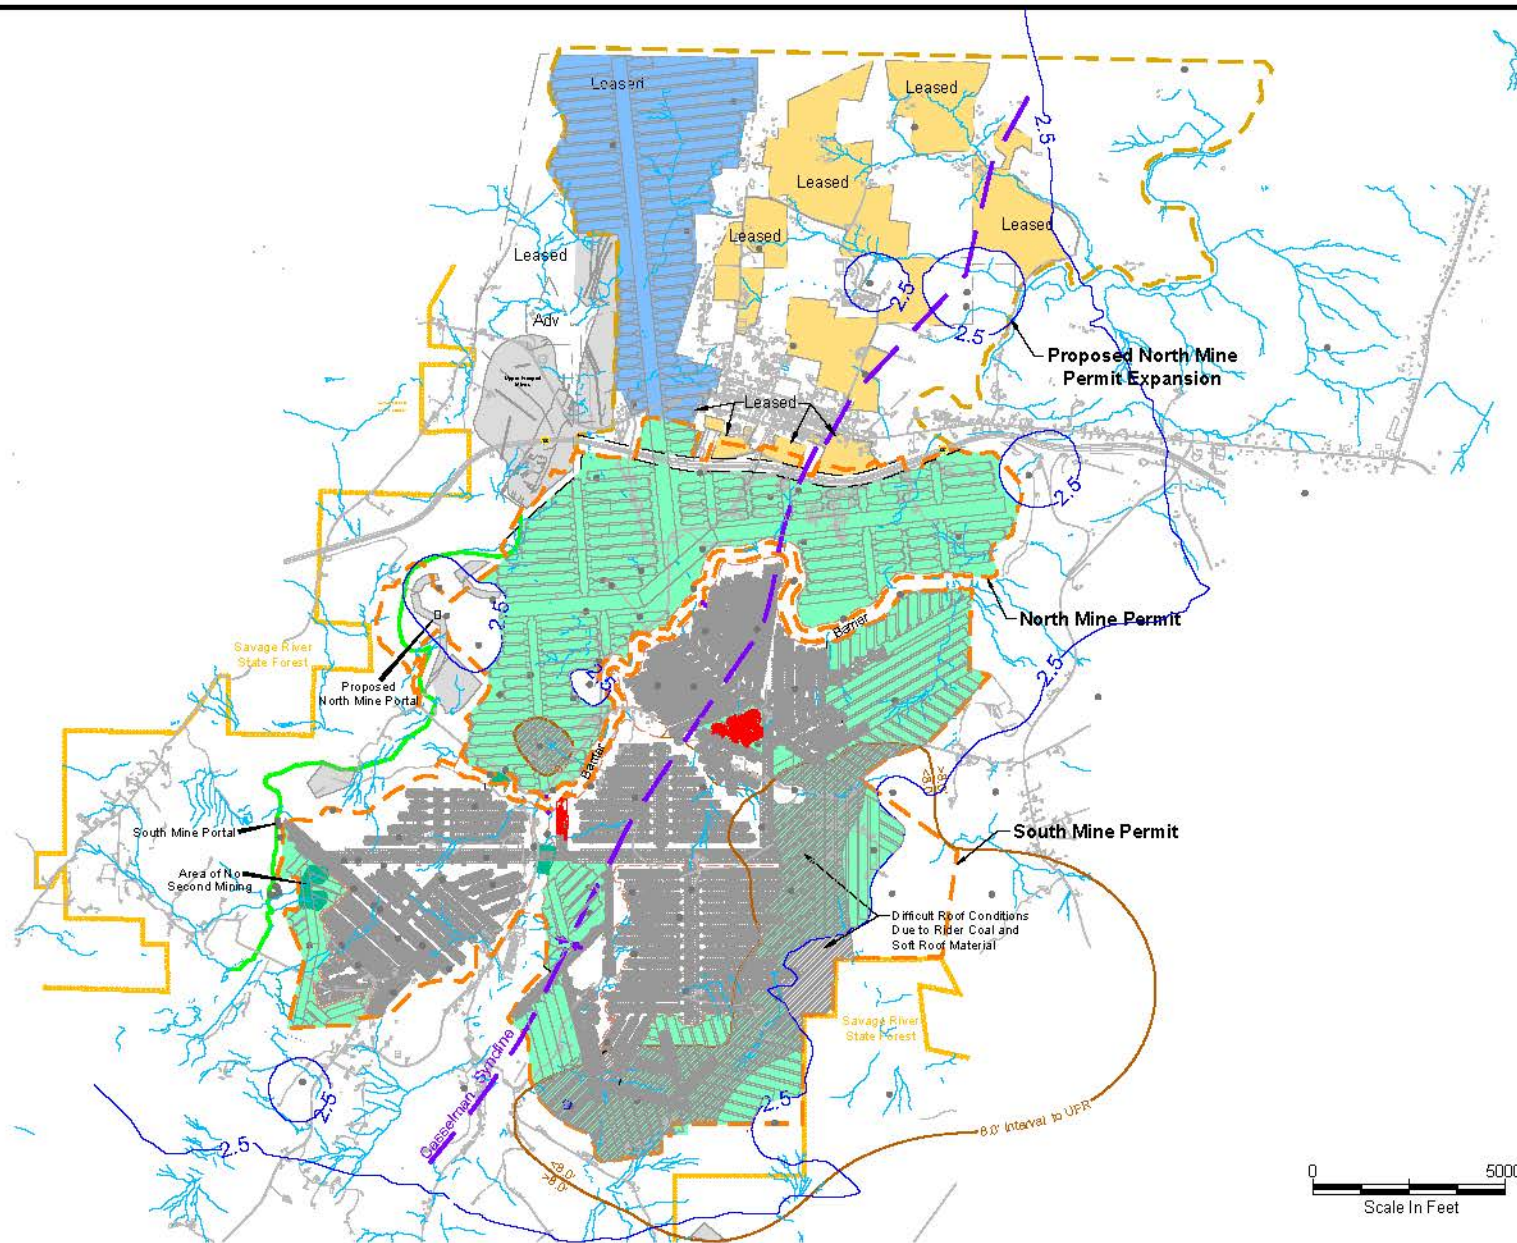 Leased
Leased
2.5
Leased
Leased
Leased
Leased
2.5
2.5
Adv
Proposed North Mine
Permit Expansion
Leased
2.5
2.5
North Mine Permit
Barrier
Savage River
State Forest
2.5
2.5
Proposed
North Mine Portal
Barrier
>8.0'
<8.0'
South Mine Portal
South Mine Permit
Area of No
Second Mining
Difficult Roof Conditions
Due to Rider Coal and
Soft Roof Material
Savage River
State Forest
Casselman Syncline
2.5
2.5
2.5
8.0' Interval to UFR
<8.0'
>8.0'
0 5000
Scale In Feet